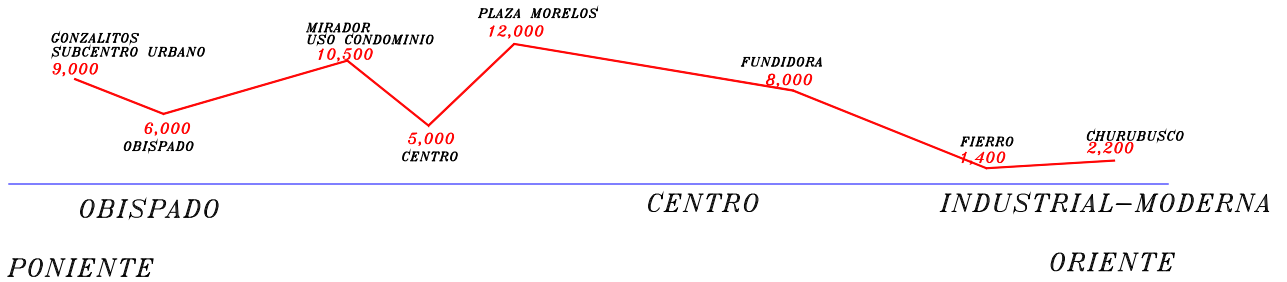 GONZALITOS
SUBCENTRO URBANO
9,000
6,000
OBISPADO
MIRADOR
USO CONDOMINIO
10,500
5,000
CENTRO
PLAZA MORELOS
12,000
FUNDIDORA
8,000
FIERRO
1,400
CHURUBUSCO
2,200
OBISPADO
CENTRO
INDUSTRIAL-MODERNA
PONIENTE
ORIENTE